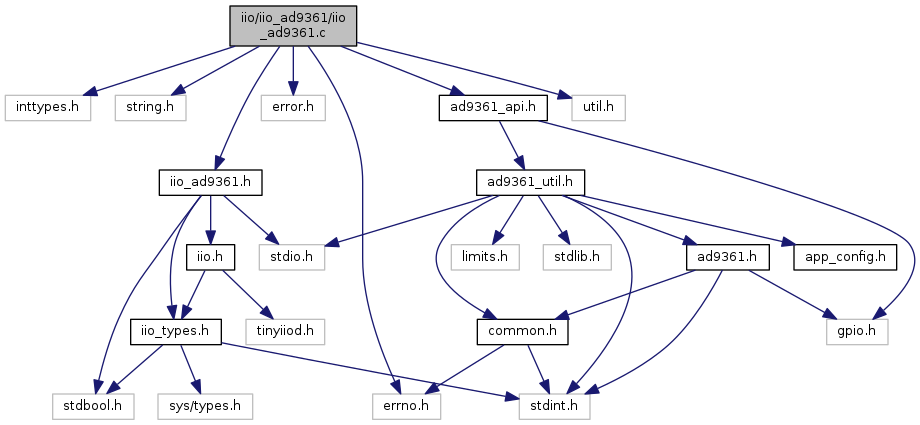 iio/iio_ad9361/iio
_ad9361.c
inttypes.h
string.h
error.h
ad9361_api.h
util.h
iio_ad9361.h
ad9361_util.h
iio.h
stdio.h
limits.h
stdlib.h
ad9361.h
app_config.h
iio_types.h
tinyiiod.h
common.h
gpio.h
stdbool.h
sys/types.h
errno.h
stdint.h